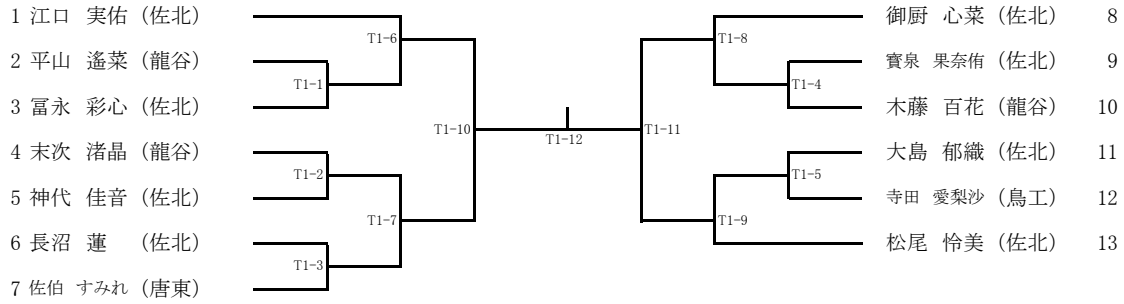 1 江口 実佑 (佐北)
2 平山 遙菜 (龍谷)
3 冨永 彩心 (佐北)
4 末次 渚晶 (龍谷)
5 神代 佳音 (佐北)
6 長沼 蓮 (佐北)
7 佐伯 すみれ (唐東)
T1-6
T1-1
T1-10
T1-2
T1-7
T1-3
T1-12
T1-8
T1-4
T1-11
T1-5
T1-9
御厨 心菜 (佐北) 8
寳泉 果奈侑 (佐北) 9
木藤 百花 (龍谷) 10
大島 郁織 (佐北) 11
寺田 愛梨沙 (鳥工) 12
松尾 怜美 (佐北) 13